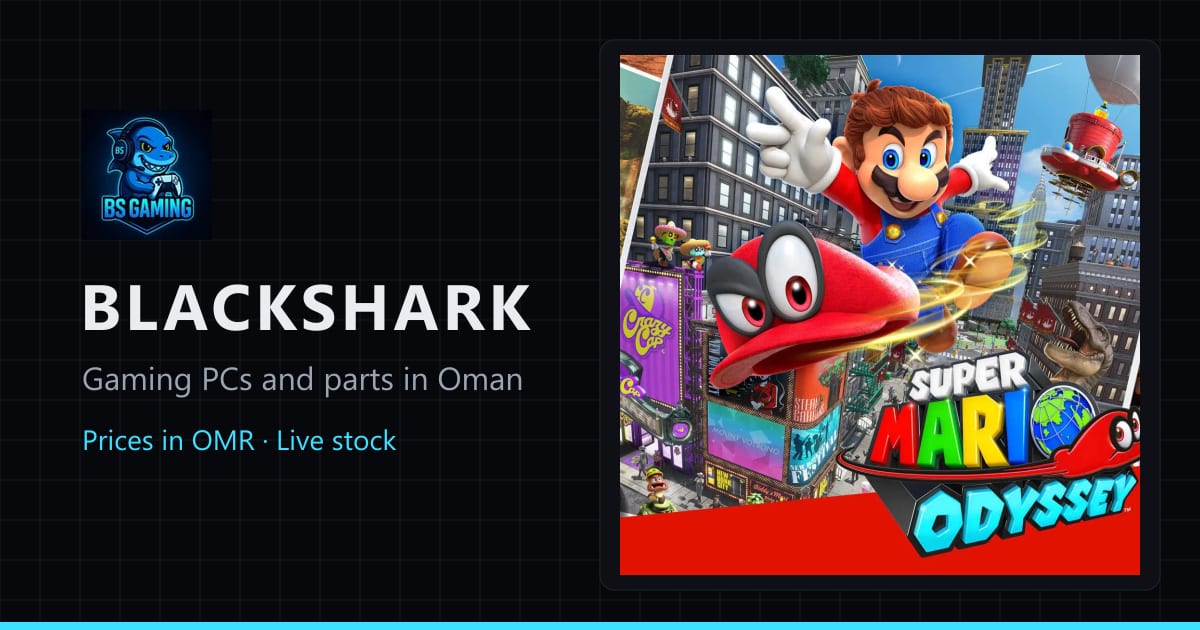 BS
BS GAMING
BLACKSHARK
Gaming PCs and parts in Oman
Prices in OMR · Live stock
Crazy
Cap
SUPER
MARIO
ODYSSEY™